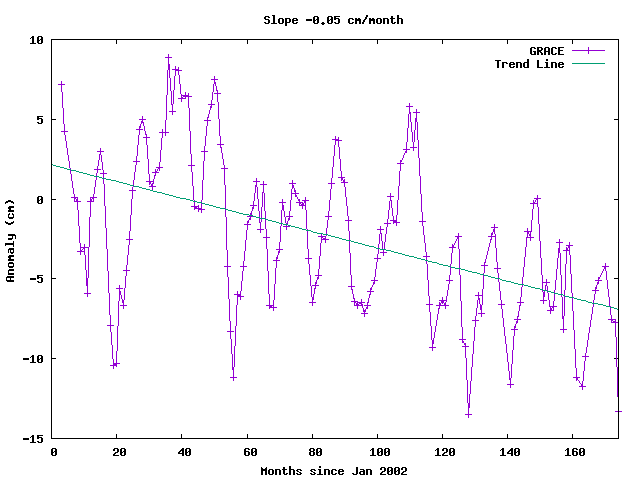 Slope -0.05 cm/month
GRACE
Trend Line
10
5
0
-5
-10
-15
Anomaly (cm)
0 20 40 60 80 100 120 140 160
Months since Jan 2002